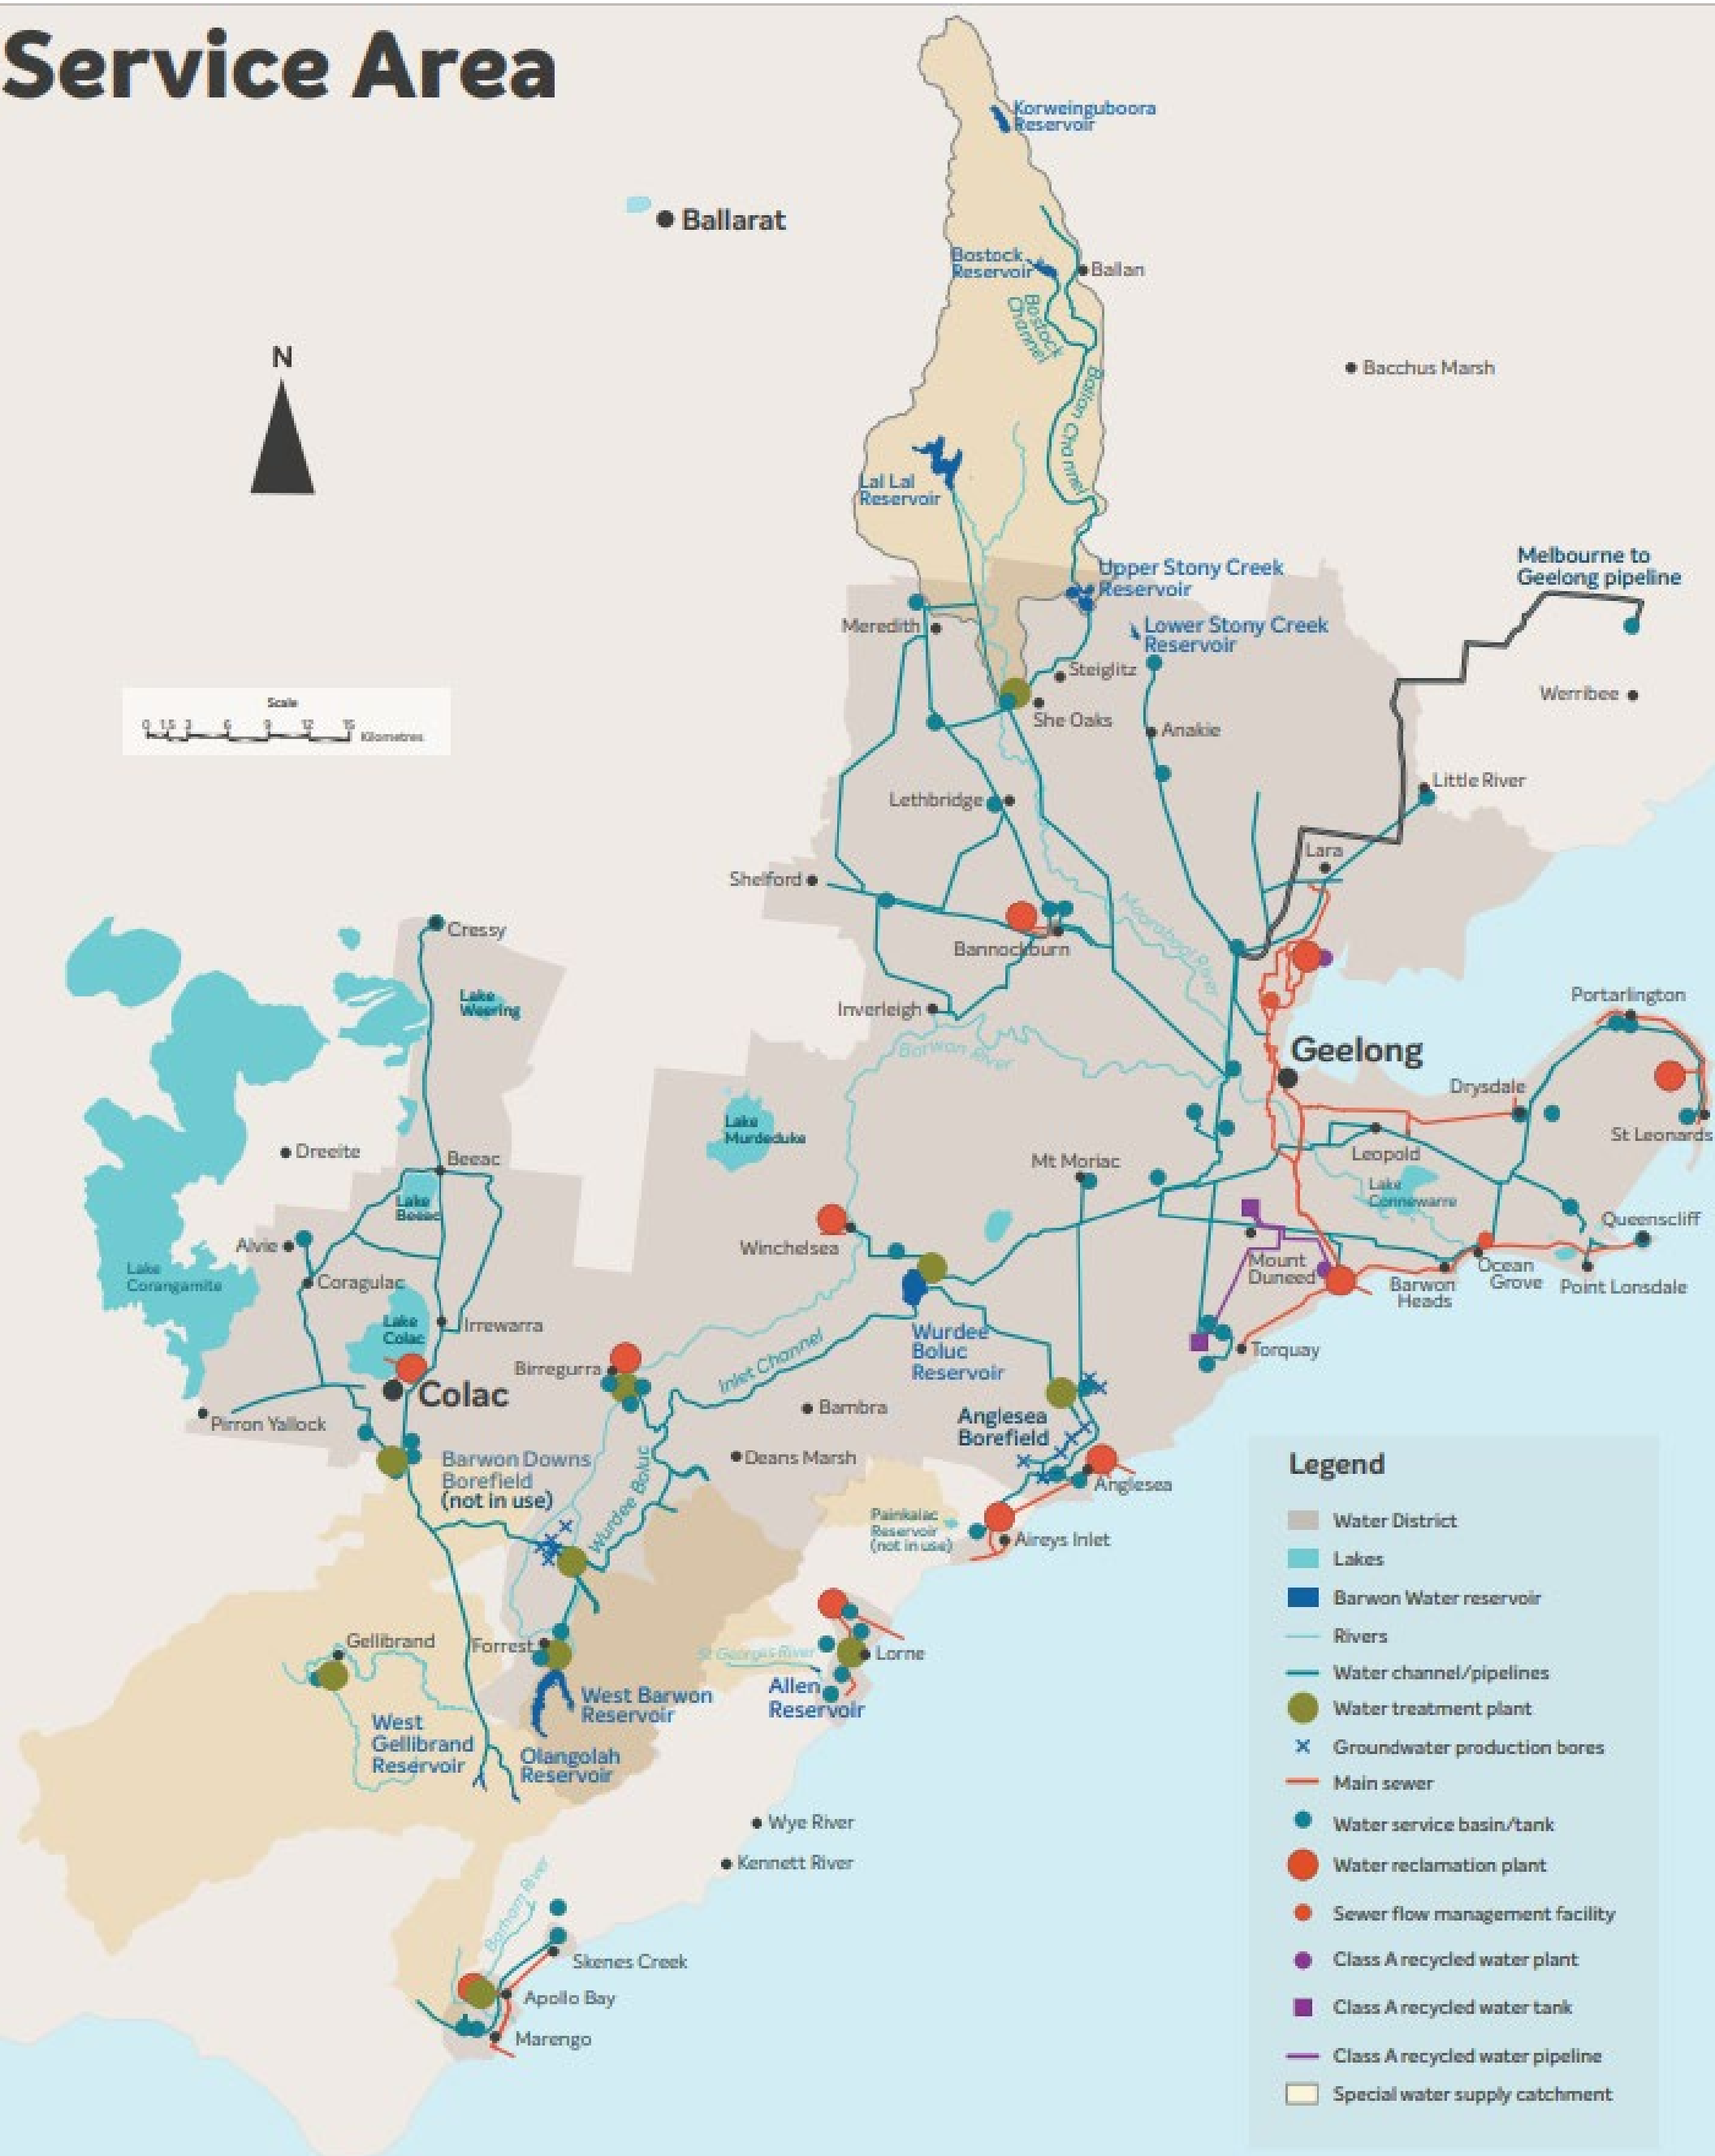 Service Area
Korweinguboora
Reservoir
Ballarat
Bostock
Reservoir
Ballan
Bostock
Channel
N
Bacchus Marsh
Ballan Channel
Lal Lal
Reservoir
Melbourne to
Geelong pipeline
Upper Stony Creek
Reservoir
Meredith
Lower Stony Creek
Reservoir
Steiglitz
Werribee
Scale
0 1.5 3 6 9 12 15
Kilometres
She Oaks
Anakie
Little River
Lethbridge
Lara
Shelford
Moorabool River
Cressy
Bannockburn
Lake
Weering
Portarlington
Inverleigh
Barwon River
Geelong
Drysdale
Lake
Murdeduke
St Leonards
Dreeite
Beeac
Mt Moriac
Leopold
Lake
Beeac
Lake
Connewarre
Queenscliff
Alvie
Winchelsea
Lake
Corangamite
Coragulac
Mount
Duneed
Ocean
Grove
Barwon
Heads
Point Lonsdale
Lake
Colac
Irrewarra
Wurdee
Boluc
Reservoir
Inlet Channel
Torquay
Birregurra
Colac
Pirron Yallock
Bambra
Anglesea
Borefield
Deans Marsh
Barwon Downs
Borefield
(not in use)
Wurdee Boluc
Anglesea
Painkalac
Reservoir
(not in use)
Aireys Inlet
Gellibrand
Forrest
St Georges River
Lorne
Allen
Reservoir
West Barwon
Reservoir
West
Gellibrand
Reservoir
Olangolah
Reservoir
Wye River
Kennett River
Barham River
Skenes Creek
Apollo Bay
Marengo
Legend
Water District
Lakes
Barwon Water reservoir
Rivers
Water channel/pipelines
Water treatment plant
Groundwater production bores
Main sewer
Water service basin/tank
Water reclamation plant
Sewer flow management facility
Class A recycled water plant
Class A recycled water tank
Class A recycled water pipeline
Special water supply catchment